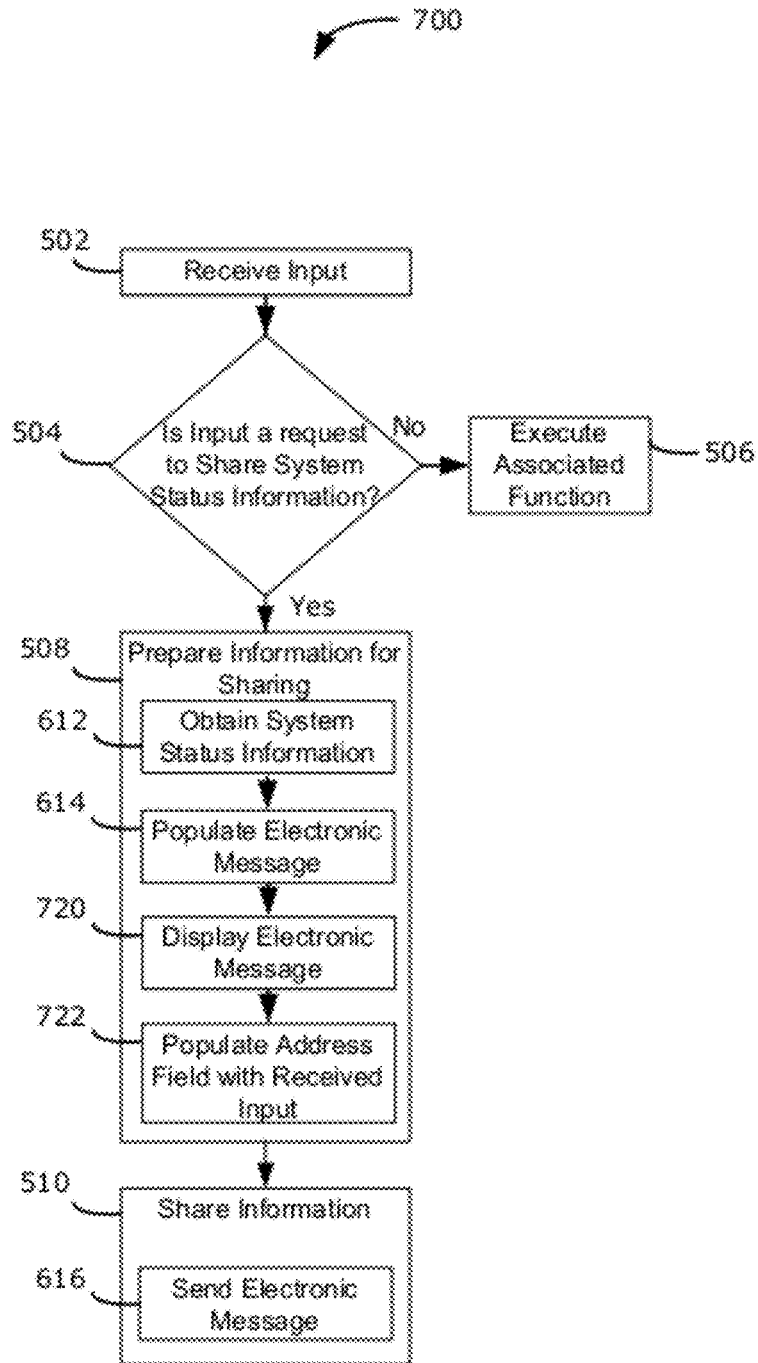 700
502
Receive Input
504
Is Input a request
to Share System
Status Information?
No
Execute
Associated
Function
506
Yes
508
Prepare Information for
Sharing
612
Obtain System
Status Information
614
Populate Electronic
Message
720
Display Electronic
Message
722
Populate Address
Field with Received
Input
510
Share Information
616
Send Electronic
Message